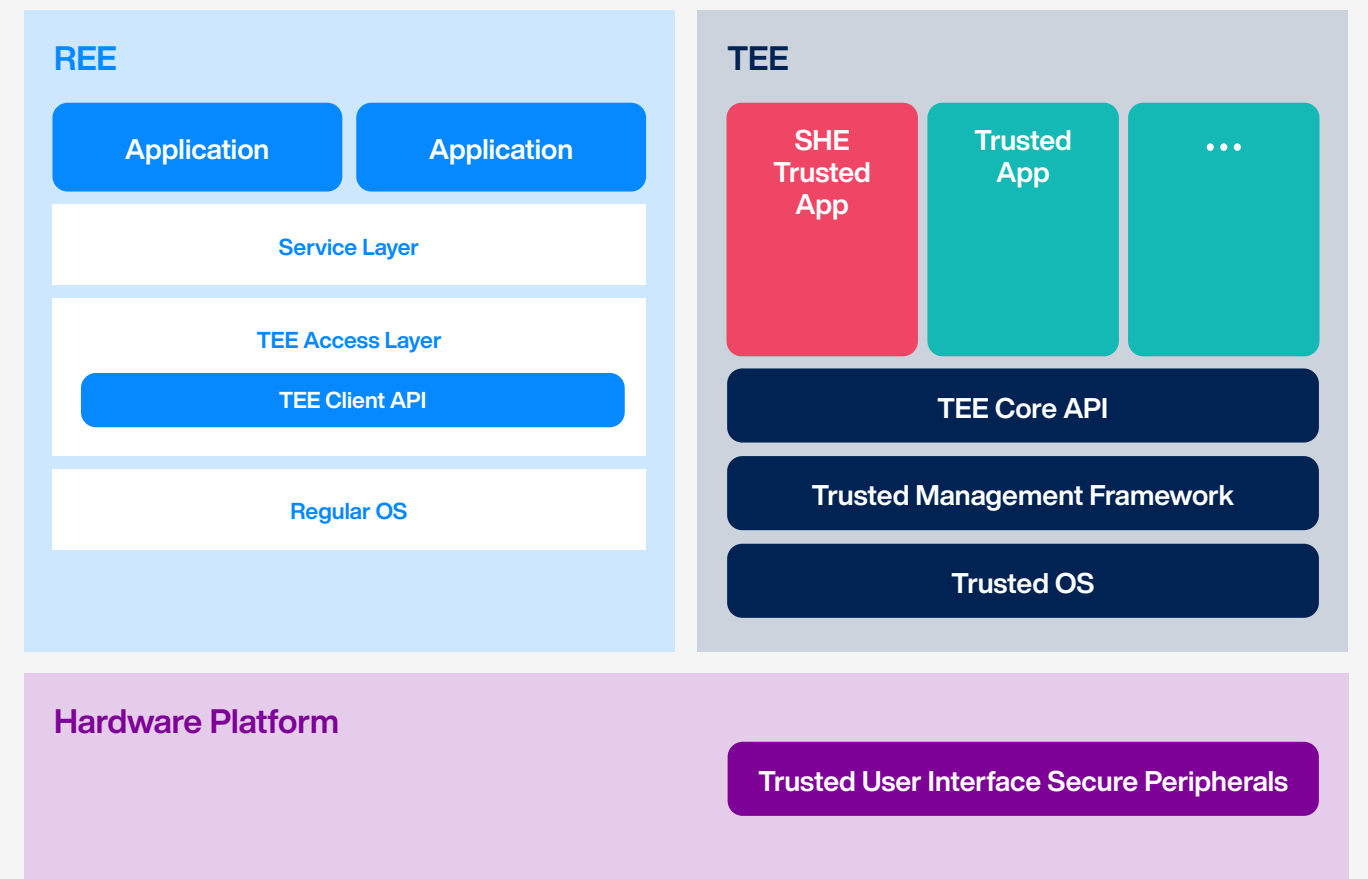 REE
Application
Application
Service Layer
TEE Access Layer
TEE Client API
Regular OS
TEE
SHE
Trusted
App
Trusted
App
...
TEE Core API
Trusted Management Framework
Trusted OS
Hardware Platform
Trusted User Interface Secure Peripherals